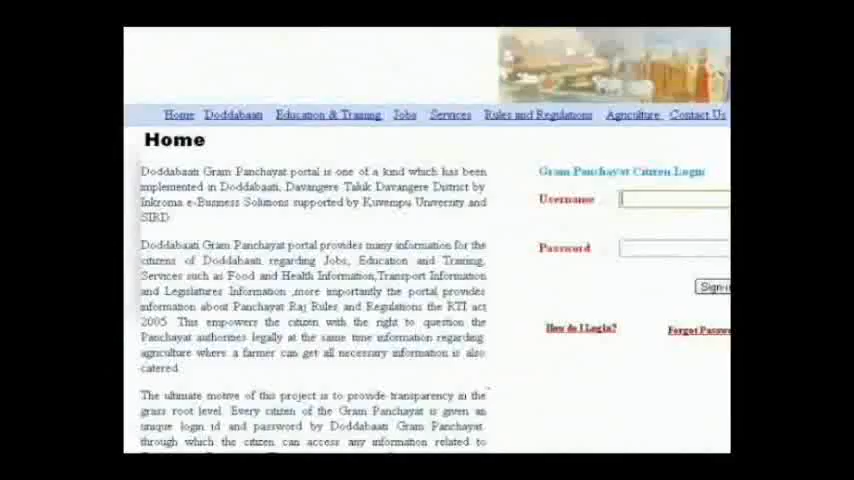 Home Doddabaati Education & Training Jobs Services Rules and Regulations Agriculture Contact Us
Home
Doddabaati Gram Panchayat portal is one of a kind which has been
implemented in Doddabaati, Davangere Taluk Davangere District by
Inkroma e-Business Solutions supported by Kuvempu University and
SIRD
Doddabaati Gram Panchayat portal provides many information for the
citizens of Doddabaati regarding Jobs, Education and Training,
Services such as Food and Health Information,Transport Information
and Legislatures Information ,more importantly the portal provides
information about Panchayat Raj Rules and Regulations the RTI act
2005. This empowers the citizen with the right to question the
Panchayat authorities legally at the same time information regarding
agriculture where a farmer can get all necessary information is also
catered.
The ultimate motive of this project is to provide transparency in the
grass root level. Every citizen of the Gram Panchayat is given an
unique login id and password by Doddabaati Gram Panchayat
through which the citizen can access any information related to
Gram Panchayat Citizen Login
Username
Password
Sign-in
How do I Login?
Forgot Passw